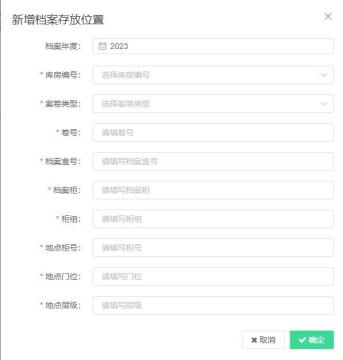 新增档案存放位置
档案年度: 2023
* 库房编号: 选择库房编号
* 案卷类型: 选择案卷类型
* 卷号: 请填卷号
* 档案盒号: 请填写档案盒号
* 档案柜: 请填写档案柜
* 柜组: 请填写柜组
* 地点柜号: 请填写柜号
* 地点门位: 请填写门位
* 地点层级: 请填写层级
取消 确定